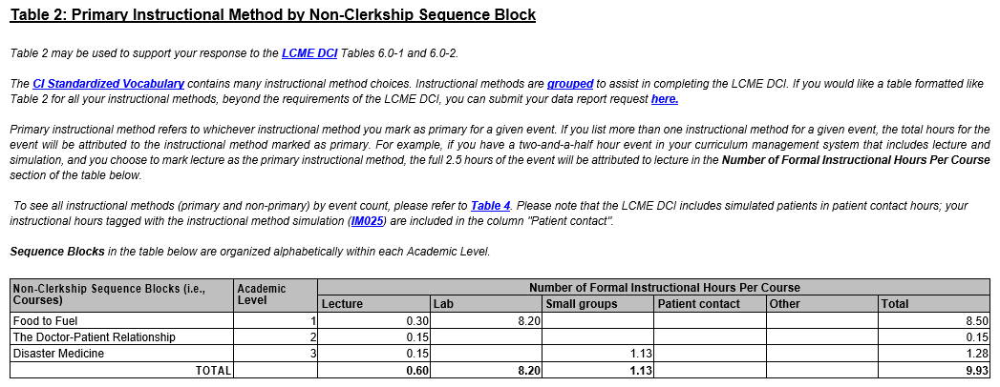 Table 2: Primary Instructional Method by Non-Clerkship Sequence Block
Table 2 may be used to support your response to the LCME DCI Tables 6.0-1 and 6.0-2.
The CI Standardized Vocabulary contains many instructional method choices. Instructional methods are grouped to assist in completing the LCME DCI. If you would like a table formatted like
Table 2 for all your instructional methods, beyond the requirements of the LCME DCI, you can submit your data report request here.
Primary instructional method refers to whichever instructional method you mark as primary for a given event. If you list more than one instructional method for a given event, the total hours for the
event will be attributed to the instructional method marked as primary. For example, if you have a two-and-a-half hour event in your curriculum management system that includes lecture and
simulation, and you choose to mark lecture as the primary instructional method, the full 2.5 hours of the event will be attributed to lecture in the Number of Formal Instructional Hours Per Course
section of the table below.
To see all instructional methods (primary and non-primary) by event count, please refer to Table 4. Please note that the LCME DCI includes simulated patients in patient contact hours; your
instructional hours tagged with the instructional method simulation (IM025) are included in the column "Patient contact".
Sequence Blocks in the table below are organized alphabetically within each Academic Level.
Non-Clerkship Sequence Blocks (i.e., Courses) Academic Level Number of Formal Instructional Hours Per Course
Lecture Lab Small groups Patient contact Other Total
Food to Fuel 1 0.30 8.20 8.50
The Doctor-Patient Relationship 2 0.15 0.15
Disaster Medicine 3 0.15 1.13 1.28
TOTAL 0.60 8.20 1.13 9.93